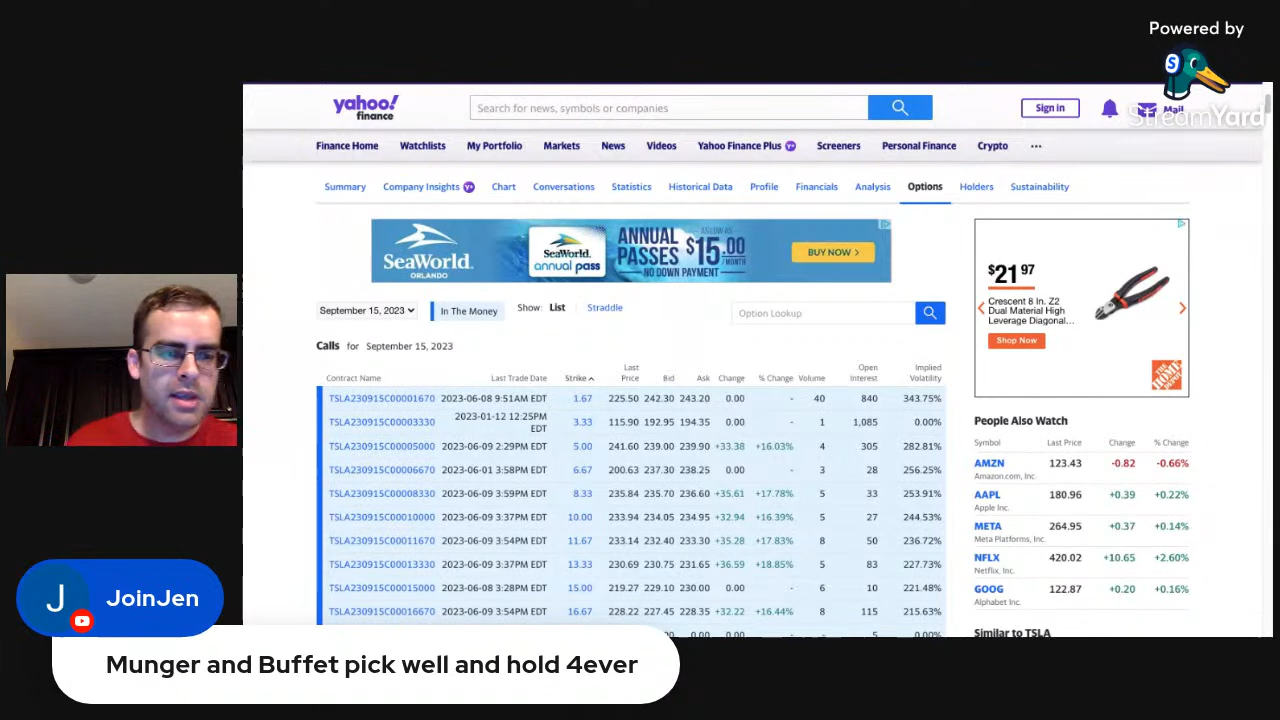 Powered by
S
StreamYard
yahoo!
finance
Search for news, symbols or companies
Sign in
Mail
Finance Home Watchlists My Portfolio Markets News Videos Yahoo Finance Plus Y+ Screeners Personal Finance Crypto ...
Summary Company Insights Y+ Chart Conversations Statistics Historical Data Profile Financials Analysis Options Holders Sustainability
SeaWorld.
ORLANDO
SeaWorld.
annual pass
ANNUAL
PASSES
AS LOW AS
$15.00
/MONTH
NO DOWN PAYMENT
BUY NOW >
$21 97
Crescent 8 In. Z2
Dual Material High
Leverage Diagonal...
Shop Now
THE HOME DEPOT
September 15, 2023 In The Money Show: List Straddle Option Lookup
Calls for September 15, 2023
Contract Name Last Trade Date Strike Last Price Bid Ask Change % Change Volume Open Interest Implied Volatility
TSLA230915C00001670 2023-06-08 9:51AM EDT 1.67 225.50 242.30 243.20 0.00 - 40 840 343.75%
TSLA230915C00003330 2023-01-12 12:25PM EDT 3.33 115.90 192.95 194.35 0.00 - 1 1,085 0.00%
TSLA230915C00005000 2023-06-09 2:29PM EDT 5.00 241.60 239.00 239.90 +33.38 +16.03% 4 305 282.81%
TSLA230915C00006670 2023-06-01 3:58PM EDT 6.67 200.63 237.30 238.25 0.00 - 3 28 256.25%
TSLA230915C00008330 2023-06-09 3:59PM EDT 8.33 235.84 235.70 236.60 +35.61 +17.78% 5 33 253.91%
TSLA230915C00010000 2023-06-09 3:37PM EDT 10.00 233.94 234.05 234.95 +32.94 +16.39% 5 27 244.53%
TSLA230915C00011670 2023-06-09 3:54PM EDT 11.67 233.14 232.40 233.30 +35.28 +17.83% 8 50 236.72%
TSLA230915C00013330 2023-06-09 3:37PM EDT 13.33 230.69 230.75 231.65 +36.59 +18.85% 5 83 227.73%
TSLA230915C00015000 2023-06-08 3:28PM EDT 15.00 219.27 229.10 230.00 0.00 - 6 10 221.48%
TSLA230915C00016670 2023-06-09 3:54PM EDT 16.67 228.22 227.45 228.35 +32.22 +16.44% 8 115 215.63%
People Also Watch
Symbol Last Price Change % Change
AMZN 123.43 -0.82 -0.66%
Amazon.com, Inc.
AAPL 180.96 +0.39 +0.22%
Apple Inc.
META 264.95 +0.37 +0.14%
Meta Platforms, Inc.
NFLX 420.02 +10.65 +2.60%
Netflix, Inc.
GOOG 122.87 +0.20 +0.16%
Alphabet Inc.
Similar to TSLA
J
JoinJen
Munger and Buffet pick well and hold 4ever